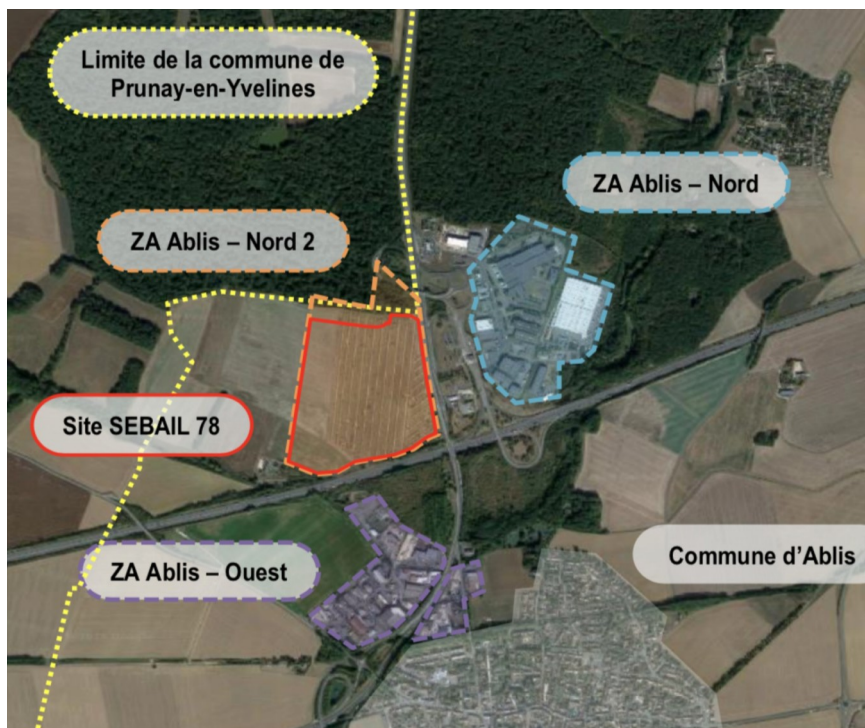 Limite de la commune de
Prunay-en-Yvelines
ZA Ablis – Nord
ZA Ablis – Nord 2
Site SEBAIL 78
ZA Ablis – Ouest
Commune d’Ablis